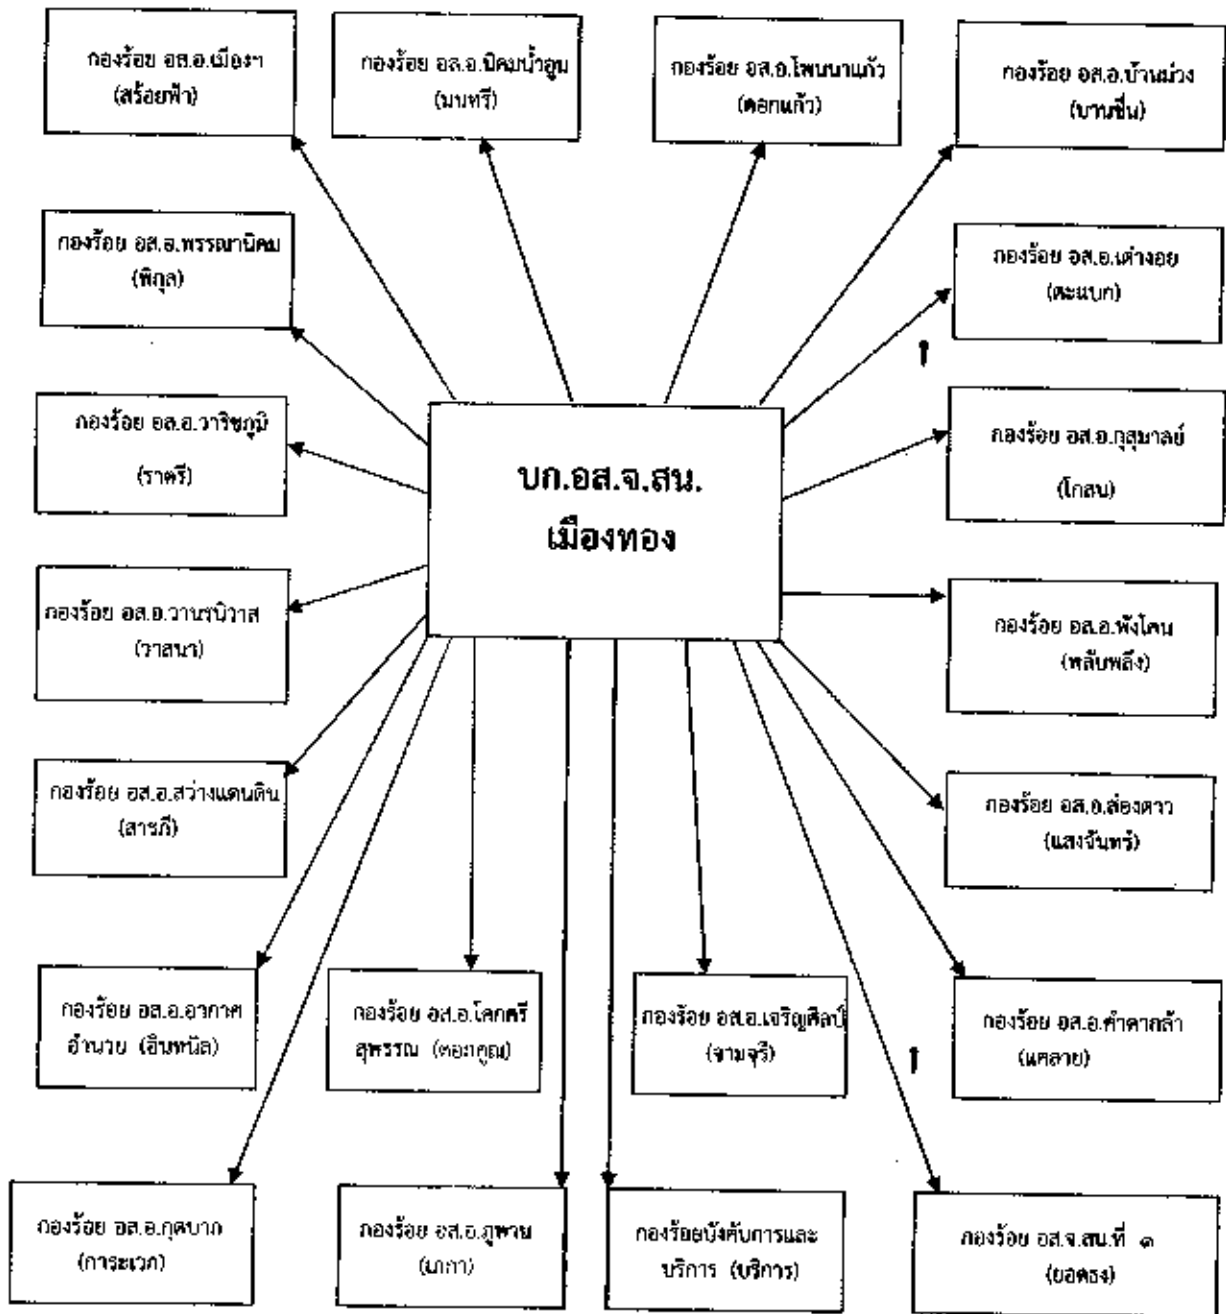 กองร้อย อส.อ.เมืองฯ
(สร้อยฟ้า)
กองร้อย อส.อ.นิคมน้ำอูน
(มนทรี)
กองร้อย อส.อ.โพนนาแก้ว
(ดอกแก้ว)
กองร้อย อส.อ.บ้านม่วง
(บานชื่น)
กองร้อย อส.อ.พรรณานิคม
(พิกุล)
กองร้อย อส.อ.เต่างอย
(ตะแบก)
กองร้อย อส.อ.วาริชภูมิ
(ราตรี)
บก.อส.จ.สน.
เมืองทอง
กองร้อย อส.อ.กุสุมาลย์
(โกสน)
กองร้อย อส.อ.วานรนิวาส
(วาสนา)
กองร้อย อส.อ.พังโคน
(พลับพลึง)
กองร้อย อส.อ.สว่างแดนดิน
(สารภี)
กองร้อย อส.อ.ส่องดาว
(แสงจันทร์)
กองร้อย อส.อ.อากาศ
อำนวย (อินทนิล)
กองร้อย อส.อ.โคกศรี
สุพรรณ (ดอกคูณ)
กองร้อย อส.อ.เจริญศิลป์
(จามจุรี)
กองร้อย อส.อ.คำตากล้า
(แคลาย)
กองร้อย อส.อ.กุดบาก
(การะเวก)
กองร้อย อส.อ.ภูพาน
(ผกา)
กองร้อยบังคับการและ
บริการ (บริการ)
กองร้อย อส.จ.สน.ที่ ๑
(ยอดธง)